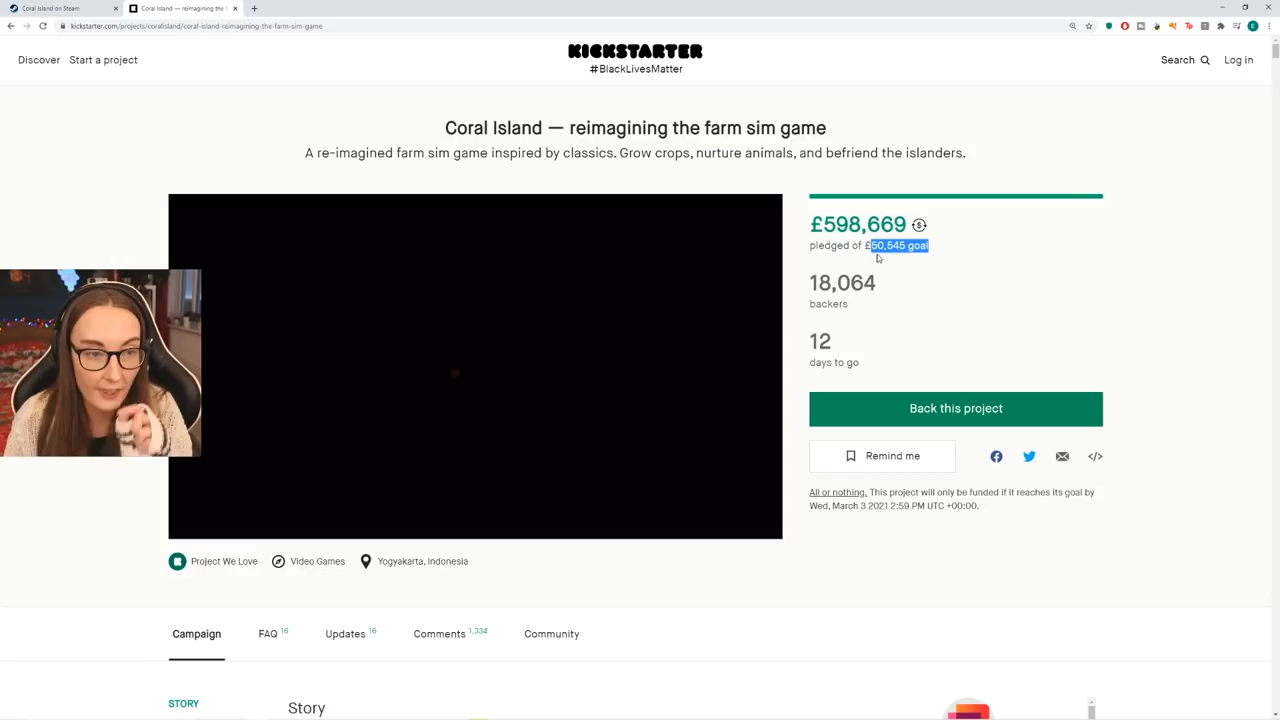 Coral Island on Steam
Coral Island — reimagining the f
kickstarter.com/projects/coralisland/coral-island-reimagining-the-farm-sim-game
Discover
Start a project
KICKSTARTER
#BlackLivesMatter
Search
Log in
Coral Island — reimagining the farm sim game
A re-imagined farm sim game inspired by classics. Grow crops, nurture animals, and befriend the islanders.
£598,669
pledged of £50,545 goal
18,064
backers
12
days to go
Back this project
Remind me
All or nothing. This project will only be funded if it reaches its goal by
Wed, March 3 2021 2:59 PM UTC +00:00.
Project We Love
Video Games
Yogyakarta, Indonesia
Campaign
FAQ 16
Updates 16
Comments 1,334
Community
STORY
Story